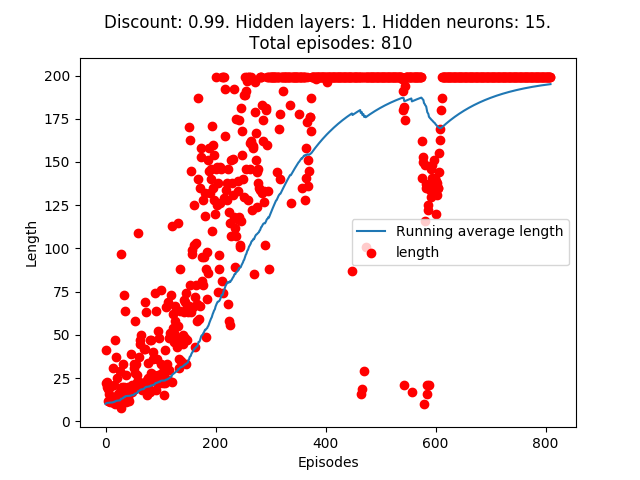 Discount: 0.99. Hidden layers: 1. Hidden neurons: 15.
Total episodes: 810
200
175
150
125
100
75
50
25
0
Length
Running average length
length
0
200
400
600
800
Episodes